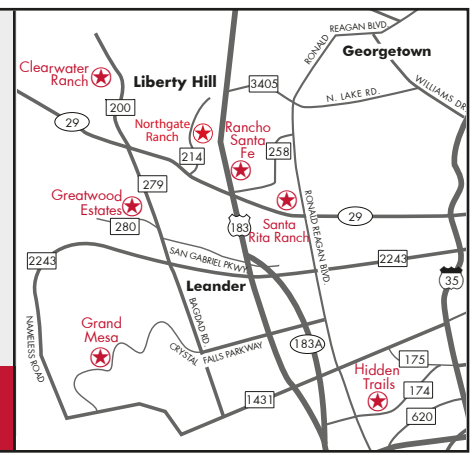 RONALD
REAGAN BLVD.
Georgetown
Clearwater
Ranch
Liberty Hill
3405
N. LAKE RD.
WILLIAMS DR
200
29
Northgate
Ranch
Rancho
Santa
Fe
214
258
279
Greatwood
Estates
280
183
Santa
Rita Ranch
RONALD REAGAN BLVD.
29
2243
SAN GABRIEL PKWY
2243
Leander
35
NAMELESS ROAD
BAGDAD RD.
Grand
Mesa
CRYSTAL FALLS PARKWAY
183A
175
Hidden
Trails
174
1431
620